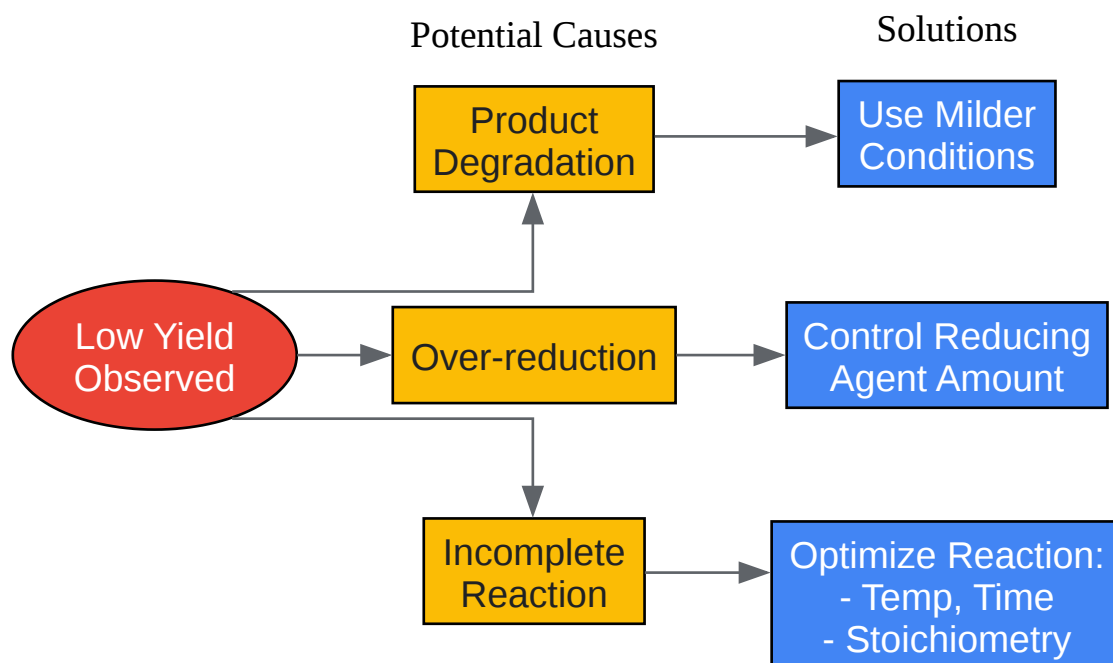 Potential Causes
Solutions
Product
Degradation
Use Milder
Conditions
Low Yield
Observed
Over-reduction
Control Reducing
Agent Amount
Incomplete
Reaction
Optimize Reaction:
- Temp, Time
- Stoichiometry